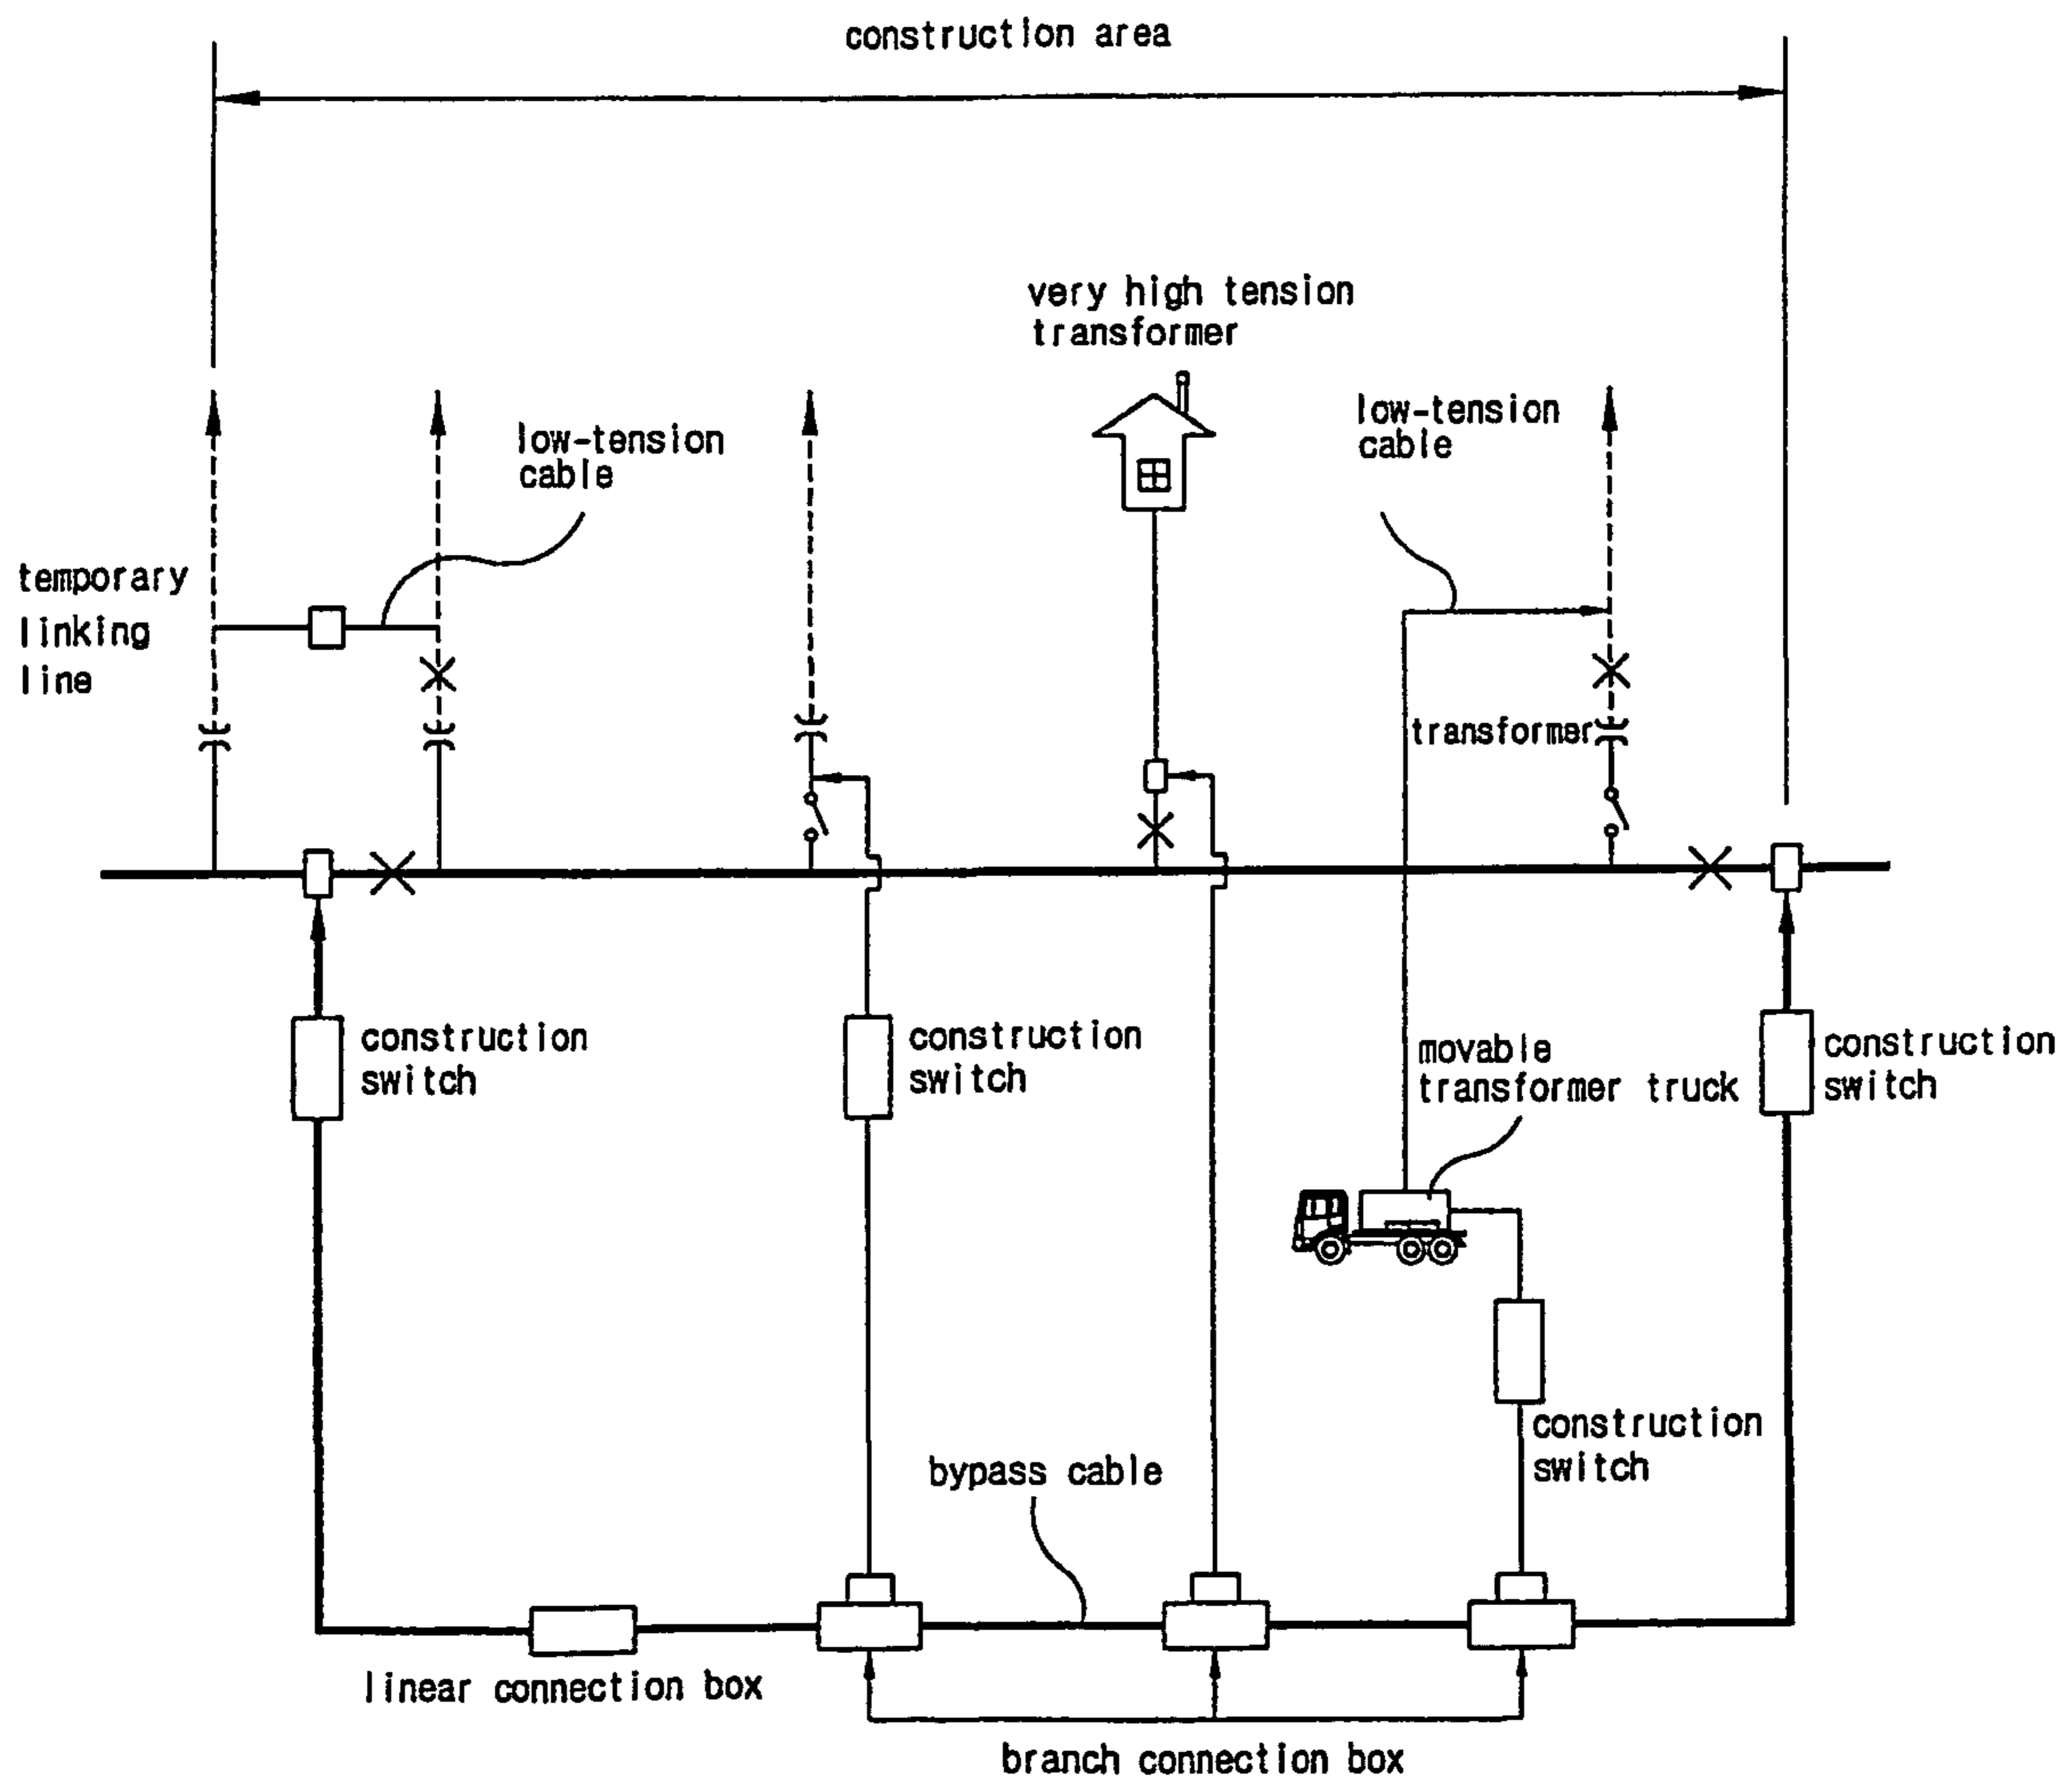 construction area
very high tension
transformer
low-tension
cable
low-tension
cable
temporary
linking
line
transformer
construction
switch
construction
switch
movable
transformer truck
construction
switch
construction
switch
bypass cable
linear connection box
branch connection box